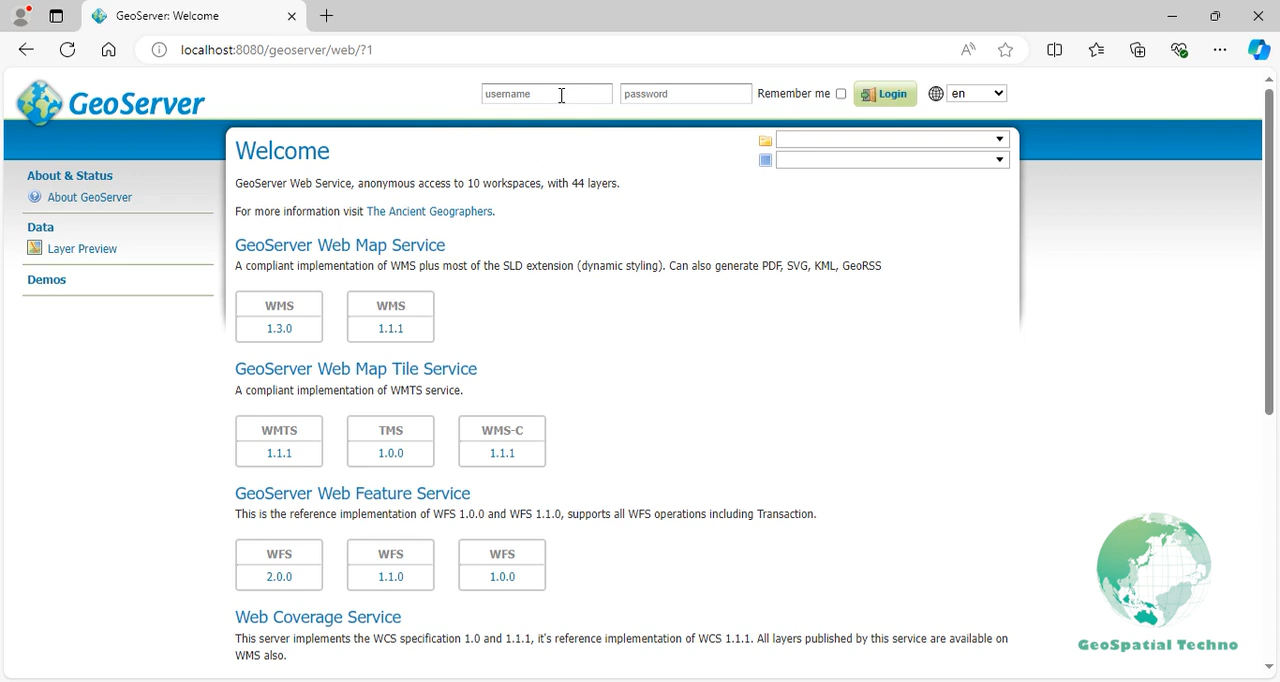 GeoServer: Welcome
localhost:8080/geoserver/web/?1
GeoServer
username
password
Remember me
Login
en
About & Status
About GeoServer
Data
Layer Preview
Demos
Welcome
GeoServer Web Service, anonymous access to 10 workspaces, with 44 layers.
For more information visit The Ancient Geographers.
GeoServer Web Map Service
A compliant implementation of WMS plus most of the SLD extension (dynamic styling). Can also generate PDF, SVG, KML, GeoRSS
WMS WMS
1.3.0 1.1.1
GeoServer Web Map Tile Service
A compliant implementation of WMTS service.
WMTS TMS WMS-C
1.1.1 1.0.0 1.1.1
GeoServer Web Feature Service
This is the reference implementation of WFS 1.0.0 and WFS 1.1.0, supports all WFS operations including Transaction.
WFS WFS WFS
2.0.0 1.1.0 1.0.0
Web Coverage Service
This server implements the WCS specification 1.0 and 1.1.1, it's reference implementation of WCS 1.1.1. All layers published by this service are available on
WMS also.
GeoSpatial Techno